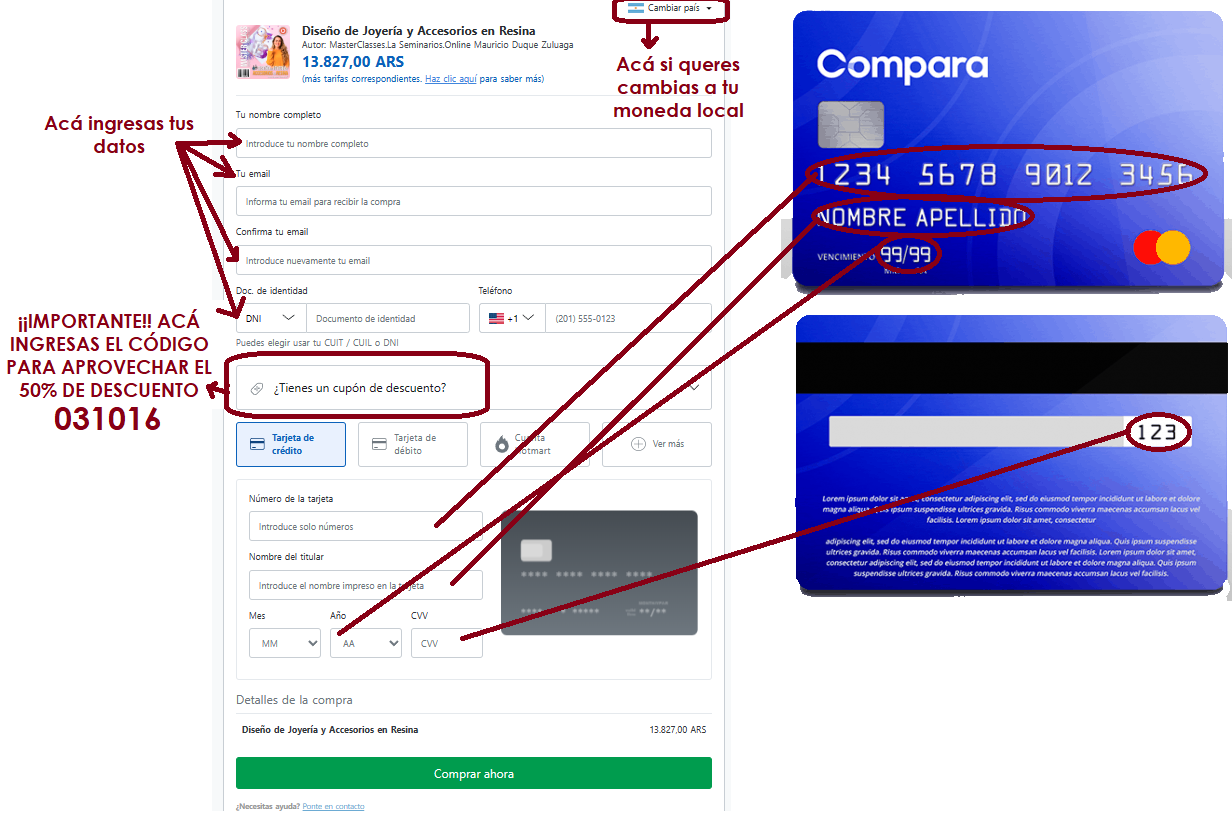 Cambiar país
Diseño de Joyería y Accesorios en Resina
Autor: MasterClasses.La Seminarios.Online Mauricio Duque Zuluaga
13.827,00 ARS
(más tarifas correspondientes. Haz clic aquí para saber más)
Acá si queres
cambias a tu
moneda local
Acá ingresas tus
datos
Tu nombre completo
Introduce tu nombre completo
Tu email
Informa tu email para recibir la compra
Confirma tu email
Introduce nuevamente tu email
Doc. de identidad
Teléfono
DNI
Documento de identidad
+1
(201) 555-0123
Puedes elegir usar tu CUIT / CUIL o DNI
¡¡IMPORTANTE!! ACÁ
INGRESAS EL CÓDIGO
PARA APROVECHAR EL
50% DE DESCUENTO
031016
¿Tienes un cupón de descuento?
Tarjeta de
crédito
Tarjeta de
débito
Cuenta
Hotmart
Ver más
Número de la tarjeta
Introduce solo números
Nombre del titular
Introduce el nombre impreso en la tarjeta
Mes
Año
CVV
MM
AA
CVV
Detalles de la compra
Diseño de Joyería y Accesorios en Resina
13.827,00 ARS
Comprar ahora
¿Necesitas ayuda? Ponte en contacto
Compara
1234 5678 9012 3456
NOMBRE APELLIDO
VENCIMIENTO 99/99
123
Lorem ipsum dolor sit amet, consectetur adipiscing elit, sed do eiusmod tempor incididunt ut labore et dolore
magna aliqua. Quis ipsum suspendisse ultrices gravida. Risus commodo viverra maecenas accumsan lacus vel
facilisis. Lorem ipsum dolor sit amet, consectetur
adipiscing elit, sed do eiusmod tempor incididunt ut labore et dolore magna aliqua. Quis ipsum suspendisse
ultrices gravida. Risus commodo viverra maecenas accumsan lacus vel facilisis. Lorem ipsum dolor sit amet,
consectetur adipiscing elit, sed do eiusmod tempor incididunt ut labore et dolore magna aliqua. Quis ipsum
suspendisse ultrices gravida. Risus commodo viverra maecenas accumsan lacus vel facilisis.